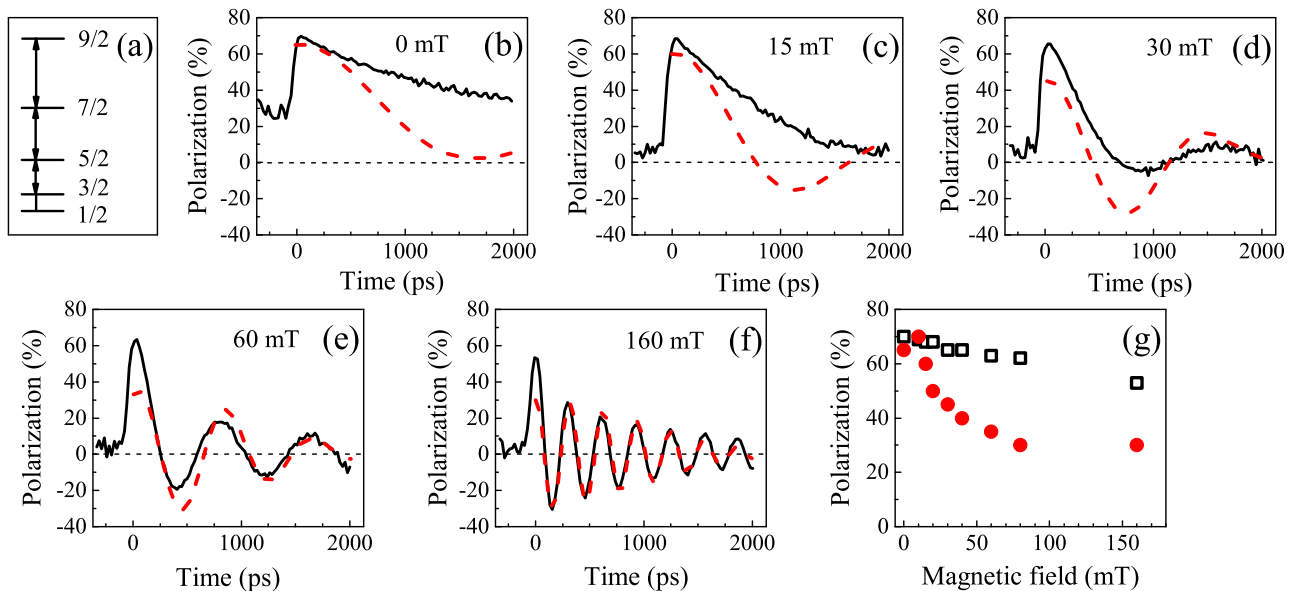 (a)
9/2
7/2
5/2
3/2
1/2
(b)
0 mT
Polarization (%)
80
60
40
20
0
-20
-40
0 1000 2000
Time (ps)
(c)
15 mT
Polarization (%)
80
60
40
20
0
-20
-40
0 1000 2000
Time (ps)
(d)
30 mT
Polarization (%)
80
60
40
20
0
-20
-40
0 1000 2000
Time (ps)
(e)
60 mT
Polarization (%)
80
60
40
20
0
-20
-40
0 1000 2000
Time (ps)
(f)
160 mT
Polarization (%)
80
60
40
20
0
-20
-40
0 1000 2000
Time (ps)
(g)
Polarization (%)
80
60
40
20
0
0 50 100 150
Magnetic field (mT)